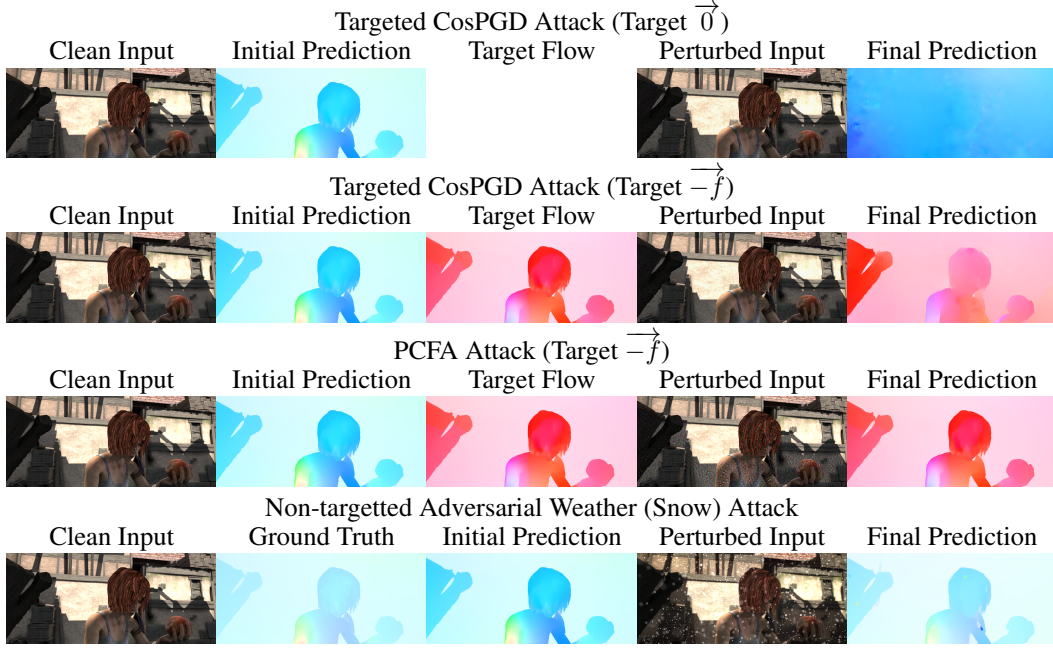 Targeted CosPGD Attack (Target $\overrightarrow{0}$)
Clean Input Initial Prediction Target Flow Perturbed Input Final Prediction
Targeted CosPGD Attack (Target $\overrightarrow{-f}$)
Clean Input Initial Prediction Target Flow Perturbed Input Final Prediction
PCFA Attack (Target $\overrightarrow{-f}$)
Clean Input Initial Prediction Target Flow Perturbed Input Final Prediction
Non-targetted Adversarial Weather (Snow) Attack
Clean Input Ground Truth Initial Prediction Perturbed Input Final Prediction